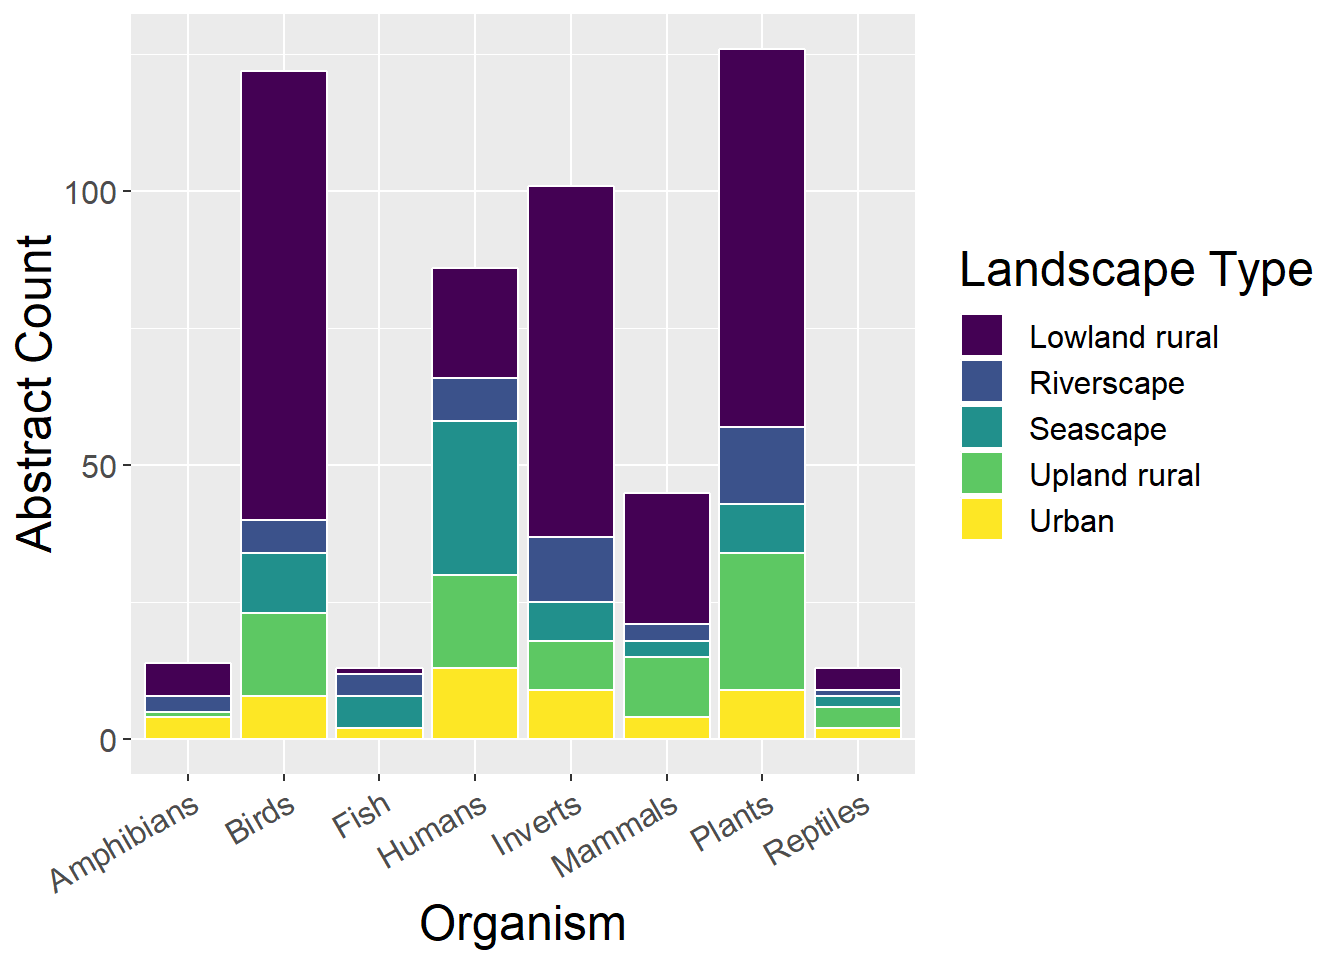 Abstract Count
100
50
0
Amphibians
Birds
Fish
Humans
Inverts
Mammals
Plants
Reptiles
Organism
Landscape Type
Lowland rural
Riverscape
Seascape
Upland rural
Urban